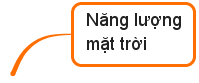 Năng lượng
mặt trời